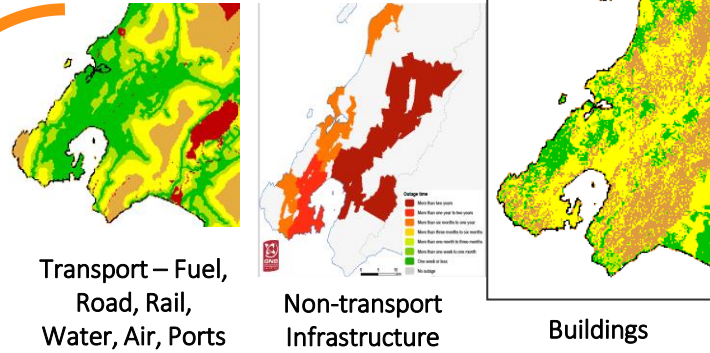 Outage time
More than two years
More than one year to two years
More than six months to one year
More than three months to six months
More than one month to three months
More than one week to one month
One week or less
No outage
Transport – Fuel,
Road, Rail,
Water, Air, Ports
Non-transport
Infrastructure
Buildings